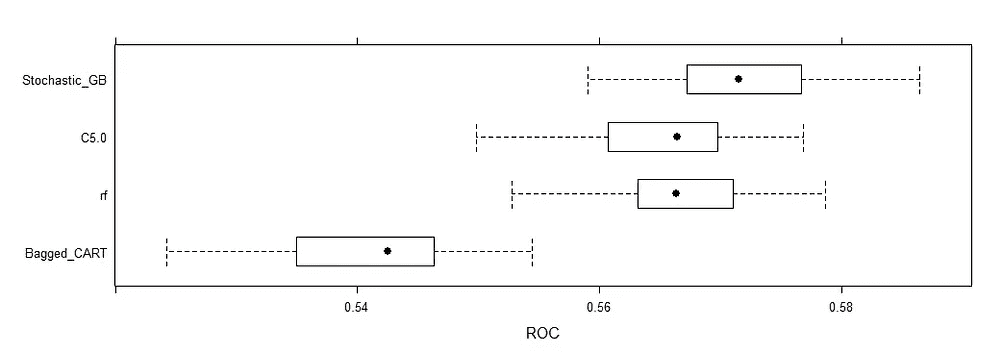 Stochastic_GB
C5.0
rf
Bagged_CART
0.54 0.56 0.58
ROC